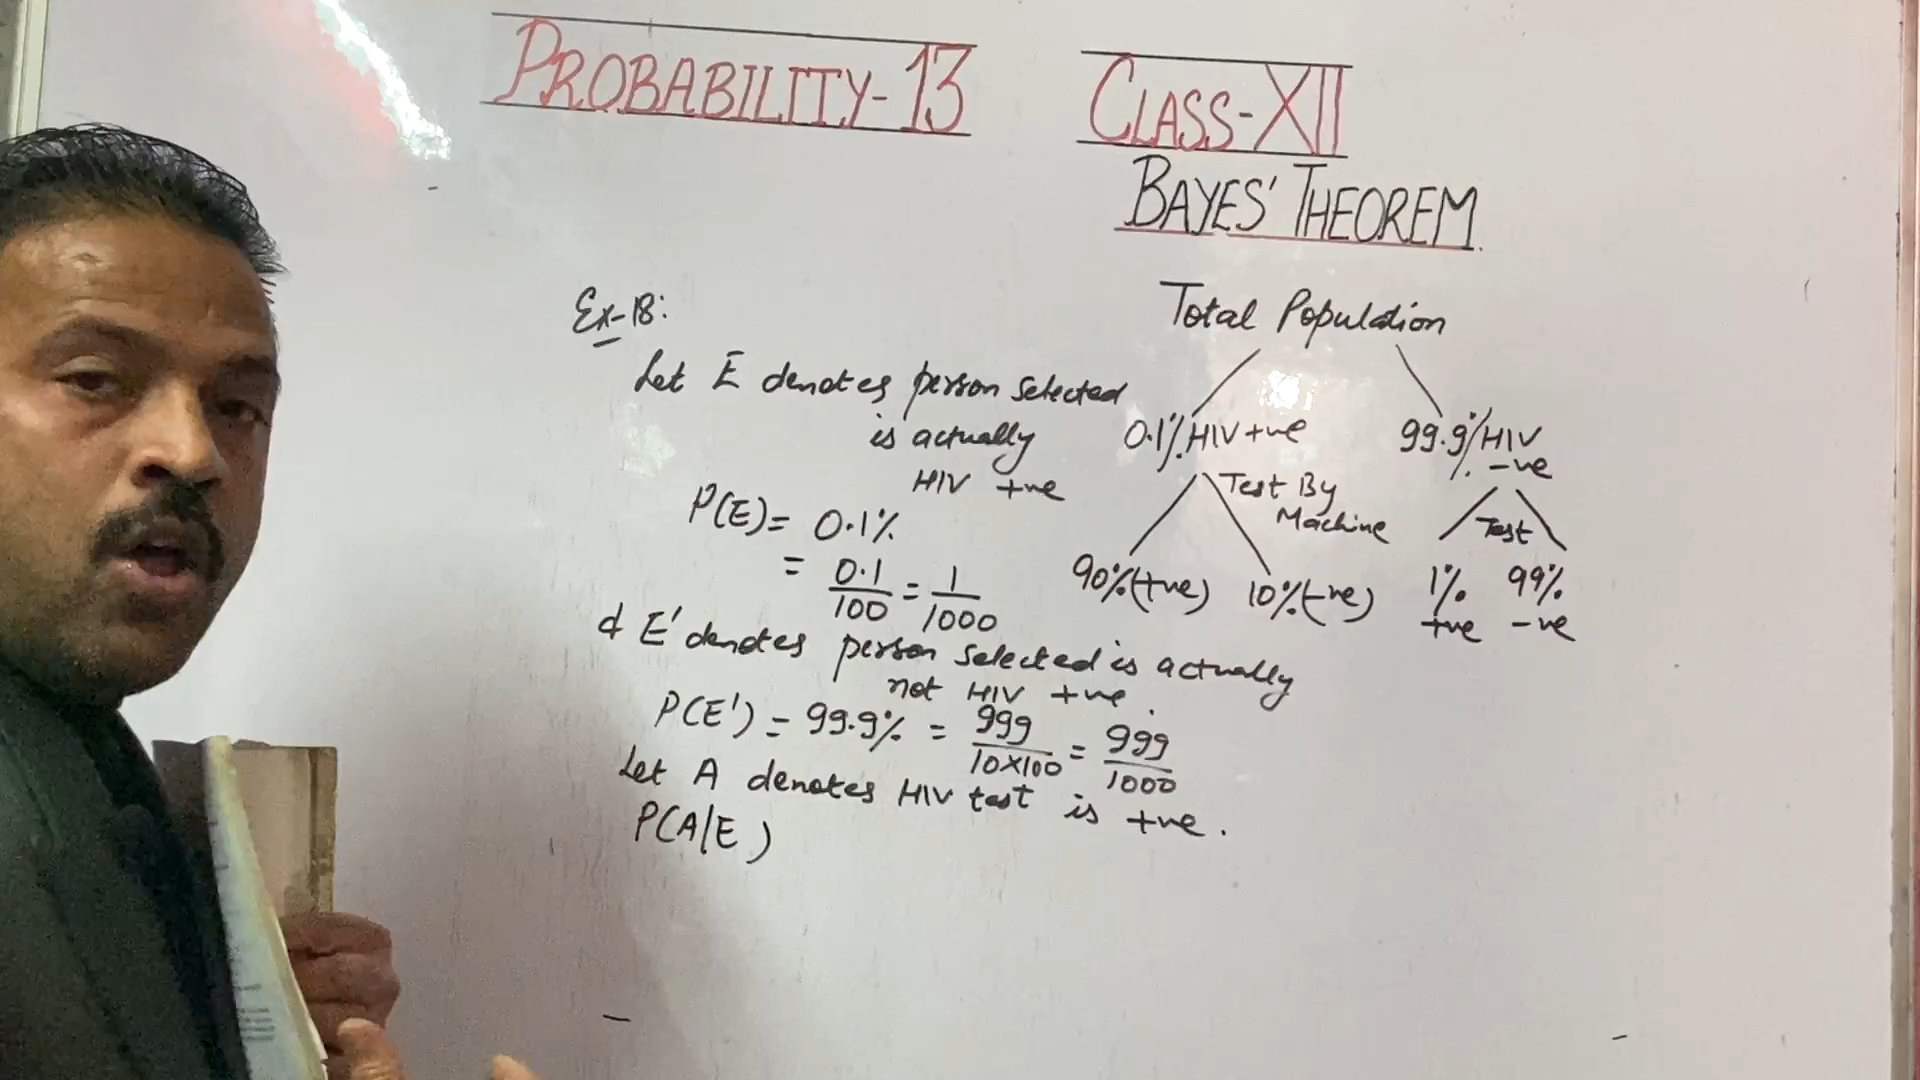 PROBABILITY-13 CLASS-XII
BAYES' THEOREM.
Ex-18:
Let E denotes person selected
is actually
HIV +ve
P(E)= 0.1%
= 0.1/100 = 1/1000
& E' denotes person selected is actually
not HIV +ve.
P(E') = 99.9% = 999/10×100 = 999/1000
Let A denotes HIV test is +ve.
P(A|E)
Total Population
0.1% HIV +ve 99.9% HIV -ve
Test By Machine Test
90%(+ve) 10%(-ve) 1% +ve 99% -ve